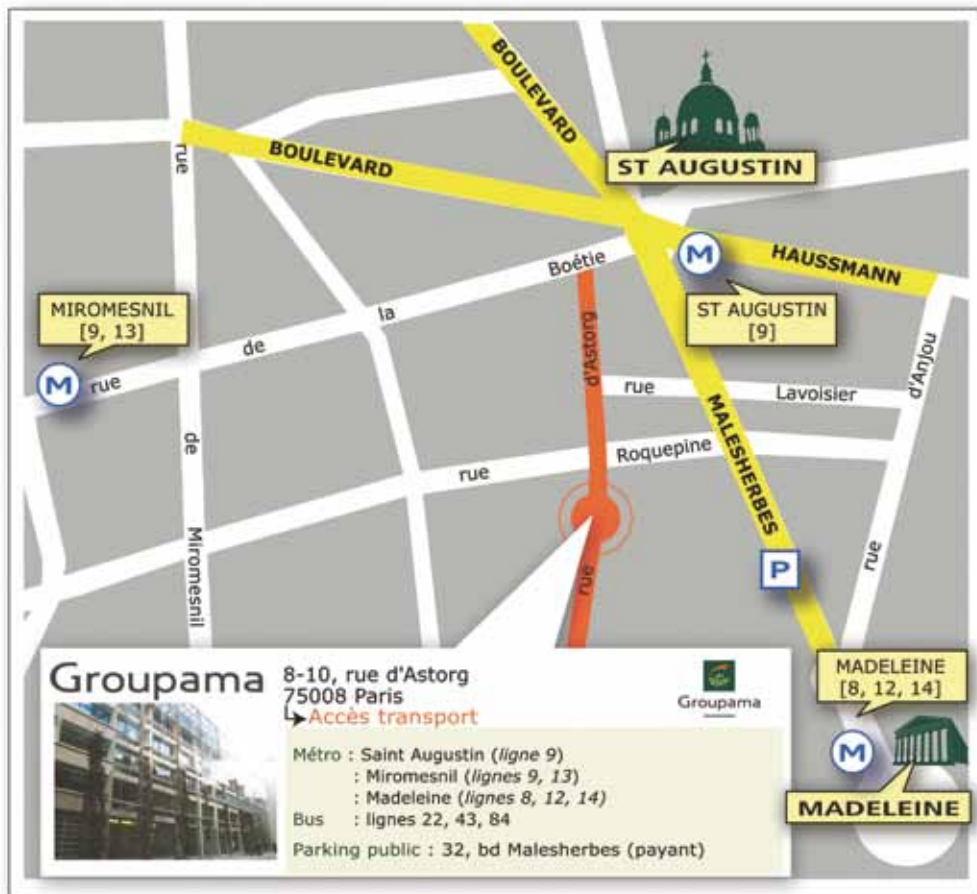 BOULEVARD
BOULEVARD
ST AUGUSTIN
rue
HAUSSMANN
M
ST AUGUSTIN
[9]
MIROMESNIL
[9, 13]
M
rue de la Boétie
d'Astorg
rue Lavoisier
d'Anjou
MALESHERBES
rue Roquepine
de
Miromesnil
P
rue
rue
MADELEINE
[8, 12, 14]
M
MADELEINE
Groupama
8-10, rue d'Astorg
75008 Paris
Accès transport
Groupama
Métro : Saint Augustin (ligne 9)
: Miromesnil (lignes 9, 13)
: Madeleine (lignes 8, 12, 14)
Bus : lignes 22, 43, 84
Parking public : 32, bd Malesherbes (payant)